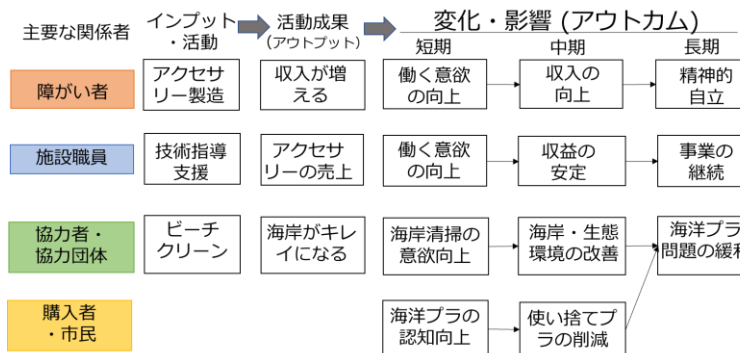 主要な関係者
インプット
・活動
活動成果
(アウトプット)
変化・影響 (アウトカム)
短期
中期
長期
障がい者
アクセサ
リー製造
収入が増
える
働く意欲
の向上
収入の
向上
精神的
自立
施設職員
技術指導
支援
アクセサ
リーの売上
働く意欲
の向上
収益の
安定
事業の
継続
協力者・
協力団体
ビーチ
クリーン
海岸がキレ
イになる
海岸清掃の
意欲向上
海岸・生態
環境の改善
海洋プラ
問題の緩和
購入者
・市民
海洋プラの
認知向上
使い捨てプ
ラの削減